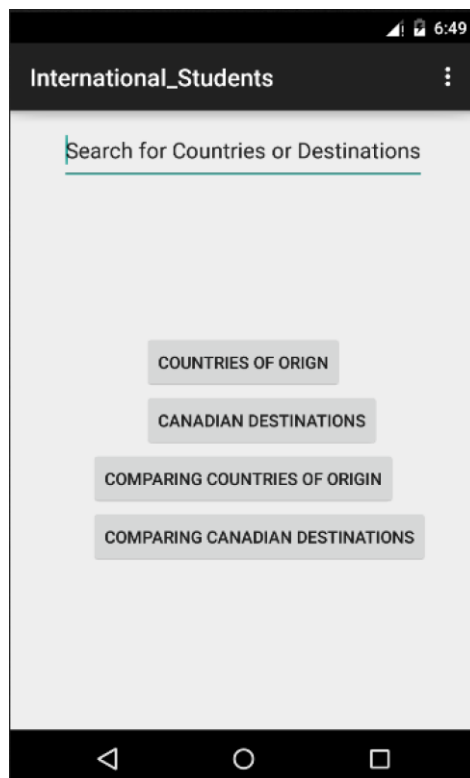 6:49
International_Students
Search for Countries or Destinations
COUNTRIES OF ORIGN
CANADIAN DESTINATIONS
COMPARING COUNTRIES OF ORIGIN
COMPARING CANADIAN DESTINATIONS